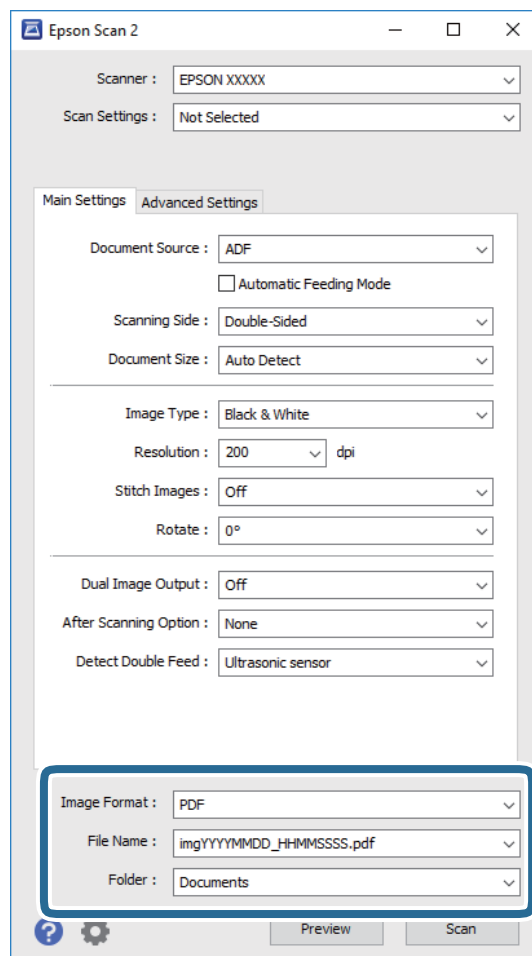 Epson Scan 2
Scanner : EPSON XXXXX
Scan Settings : Not Selected
Main Settings Advanced Settings
Document Source : ADF
Automatic Feeding Mode
Scanning Side : Double-Sided
Document Size : Auto Detect
Image Type : Black & White
Resolution : 200 dpi
Stitch Images : Off
Rotate : 0°
Dual Image Output : Off
After Scanning Option : None
Detect Double Feed : Ultrasonic sensor
Image Format : PDF
File Name : imgYYYYMMDD_HHMMSSSS.pdf
Folder : Documents
? Preview Scan